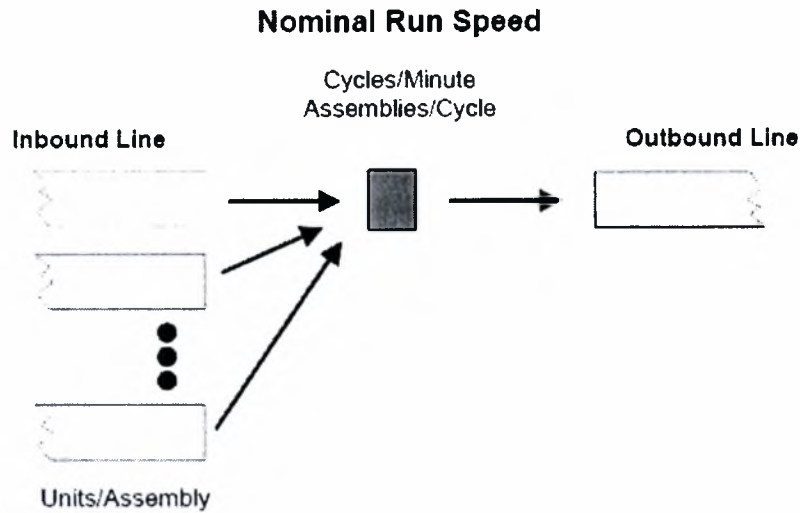 Nominal Run Speed
Cycles/Minute
Assemblies/Cycle
Inbound Line
Outbound Line
Units/Assembly